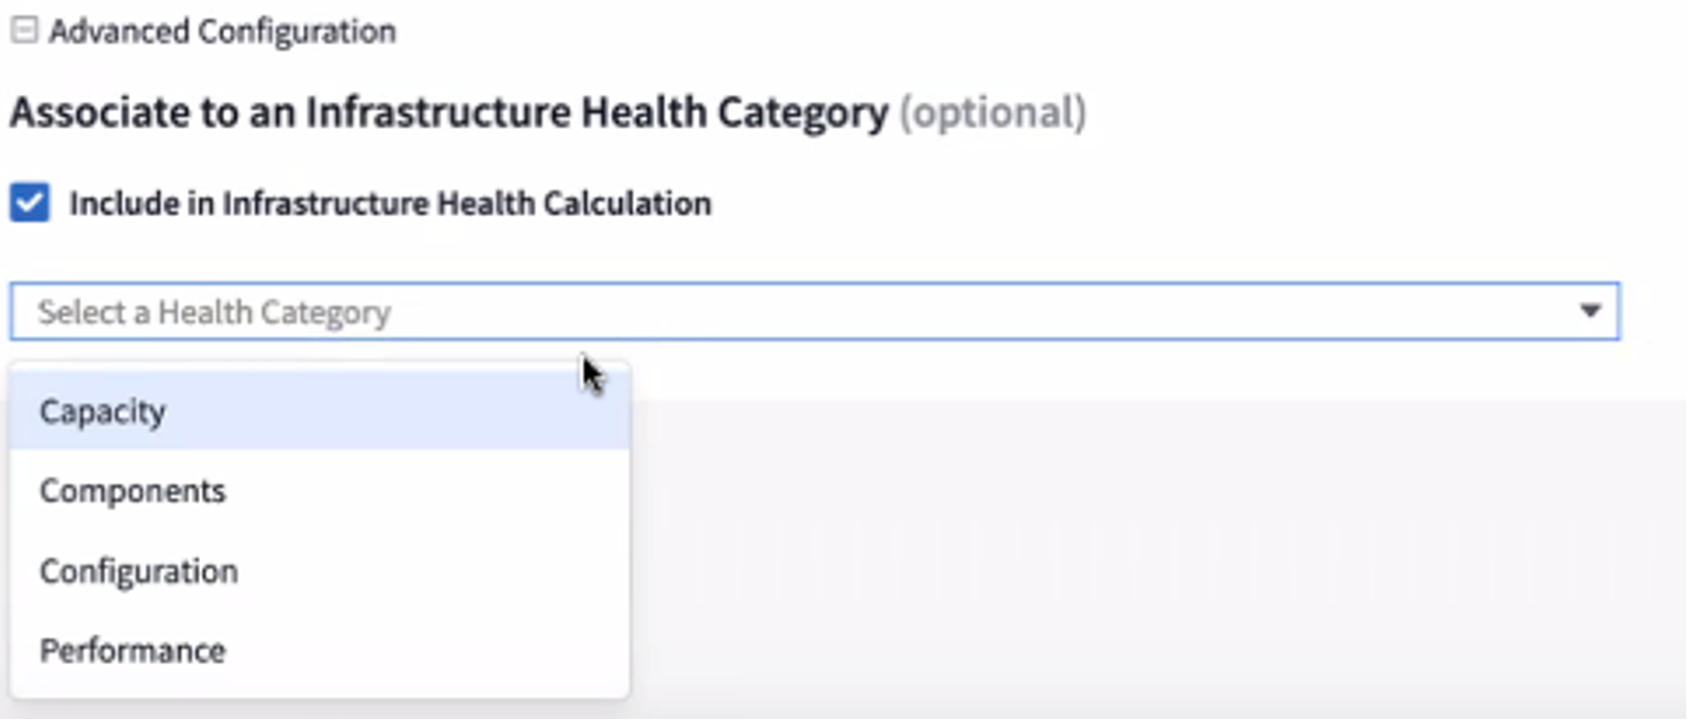 Advanced Configuration
Associate to an Infrastructure Health Category (optional)
Include in Infrastructure Health Calculation
Select a Health Category
Capacity
Components
Configuration
Performance